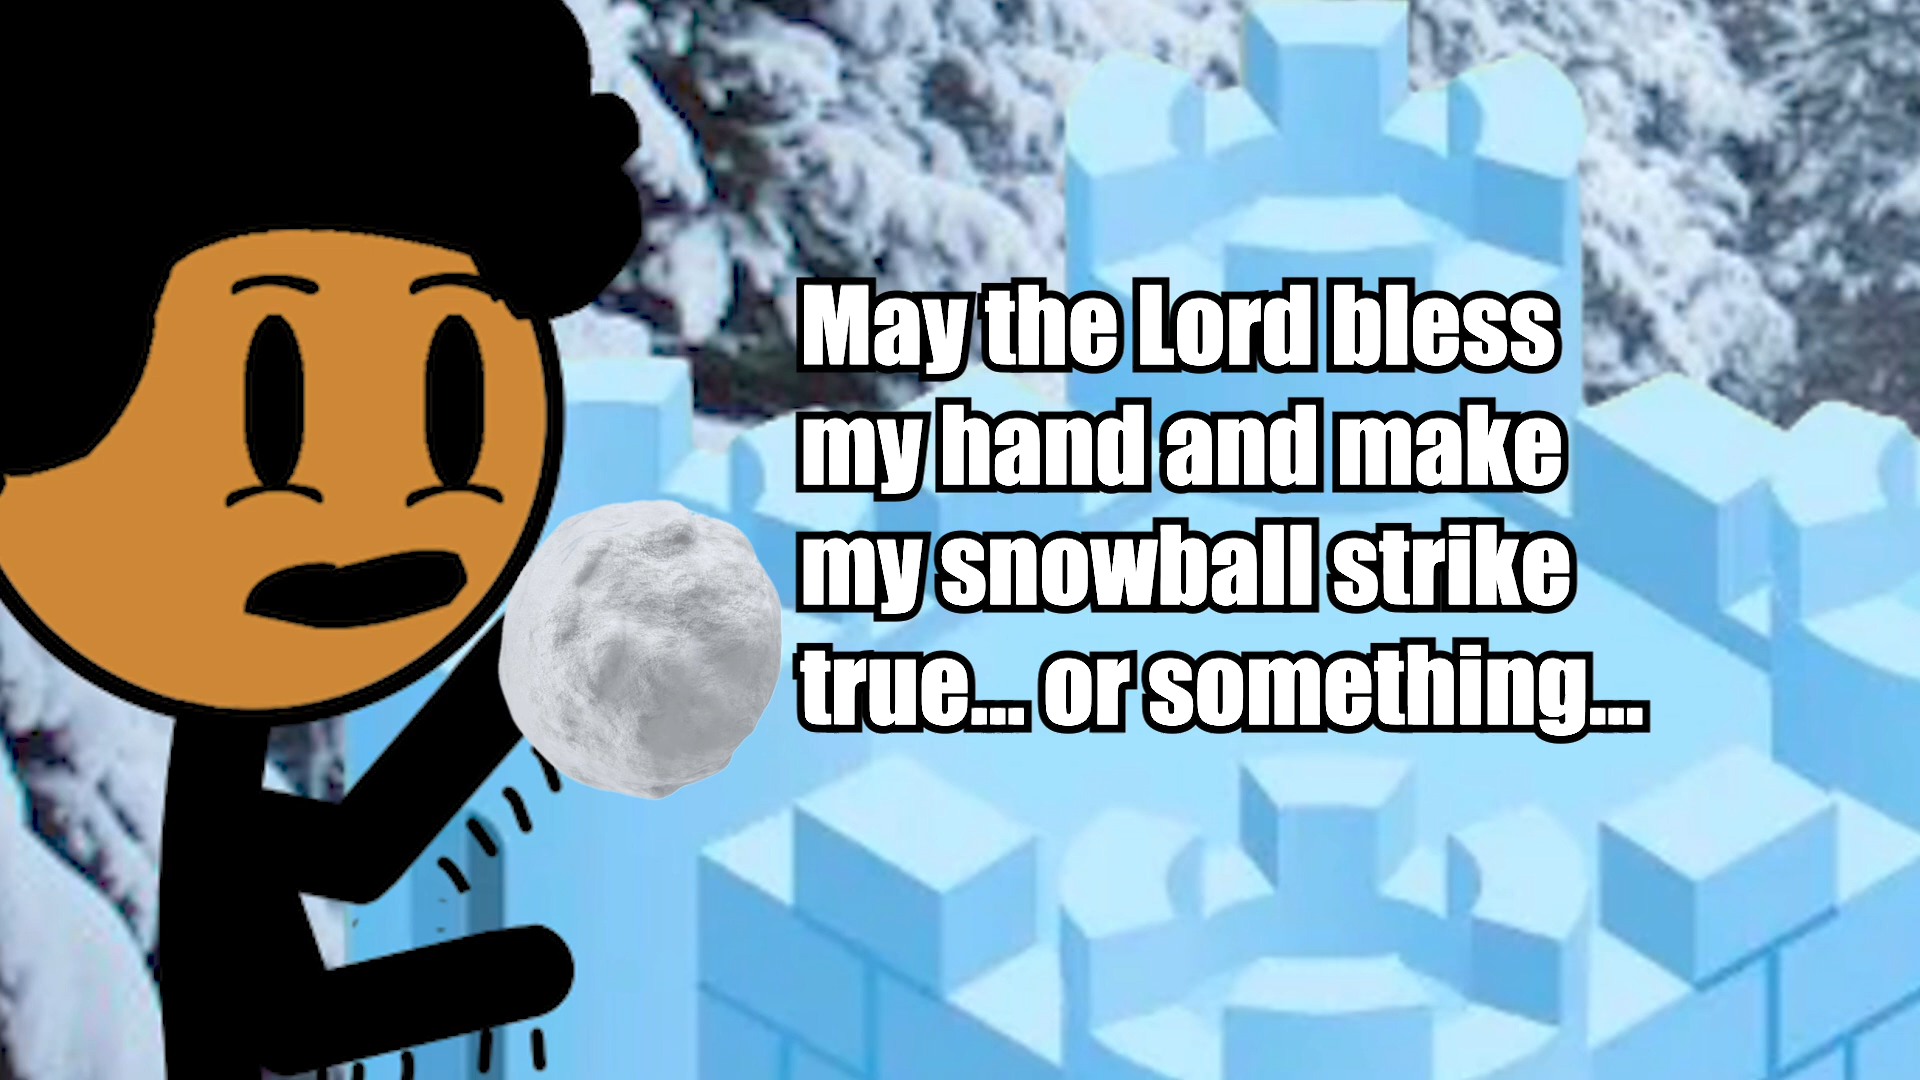 May the Lord bless
my hand and make
my snowball strike
true... or something...